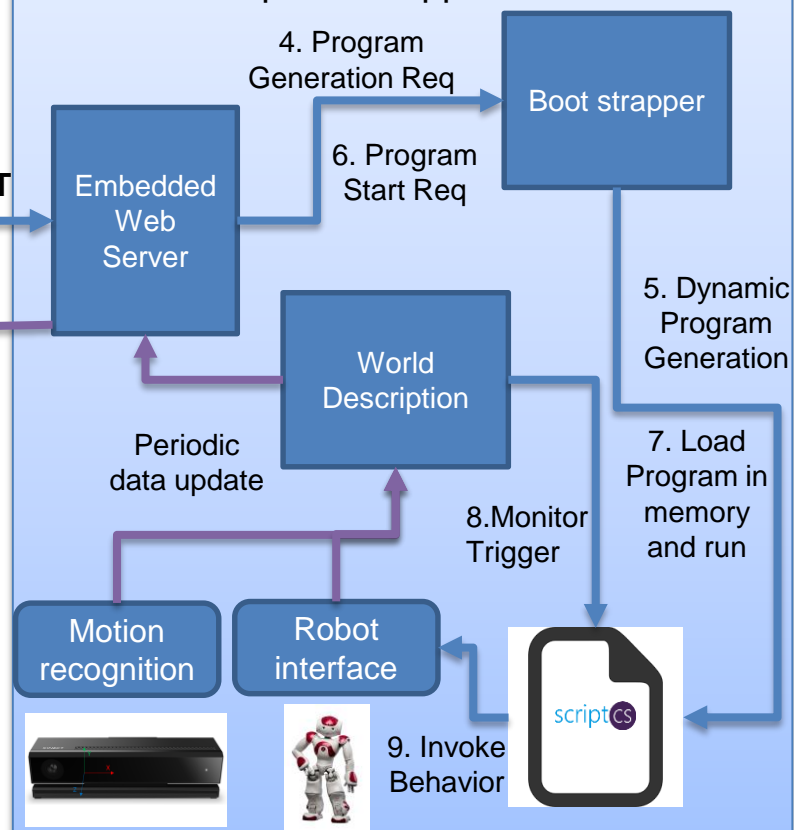 4. Program
Generation Req
Boot strapper
6. Program
Start Req
T
Embedded
Web
Server
5. Dynamic
Program
Generation
World
Description
Periodic
data update
7. Load
Program in
memory
and run
8.Monitor
Trigger
Motion
recognition
Robot
interface
scriptcs
9. Invoke
Behavior